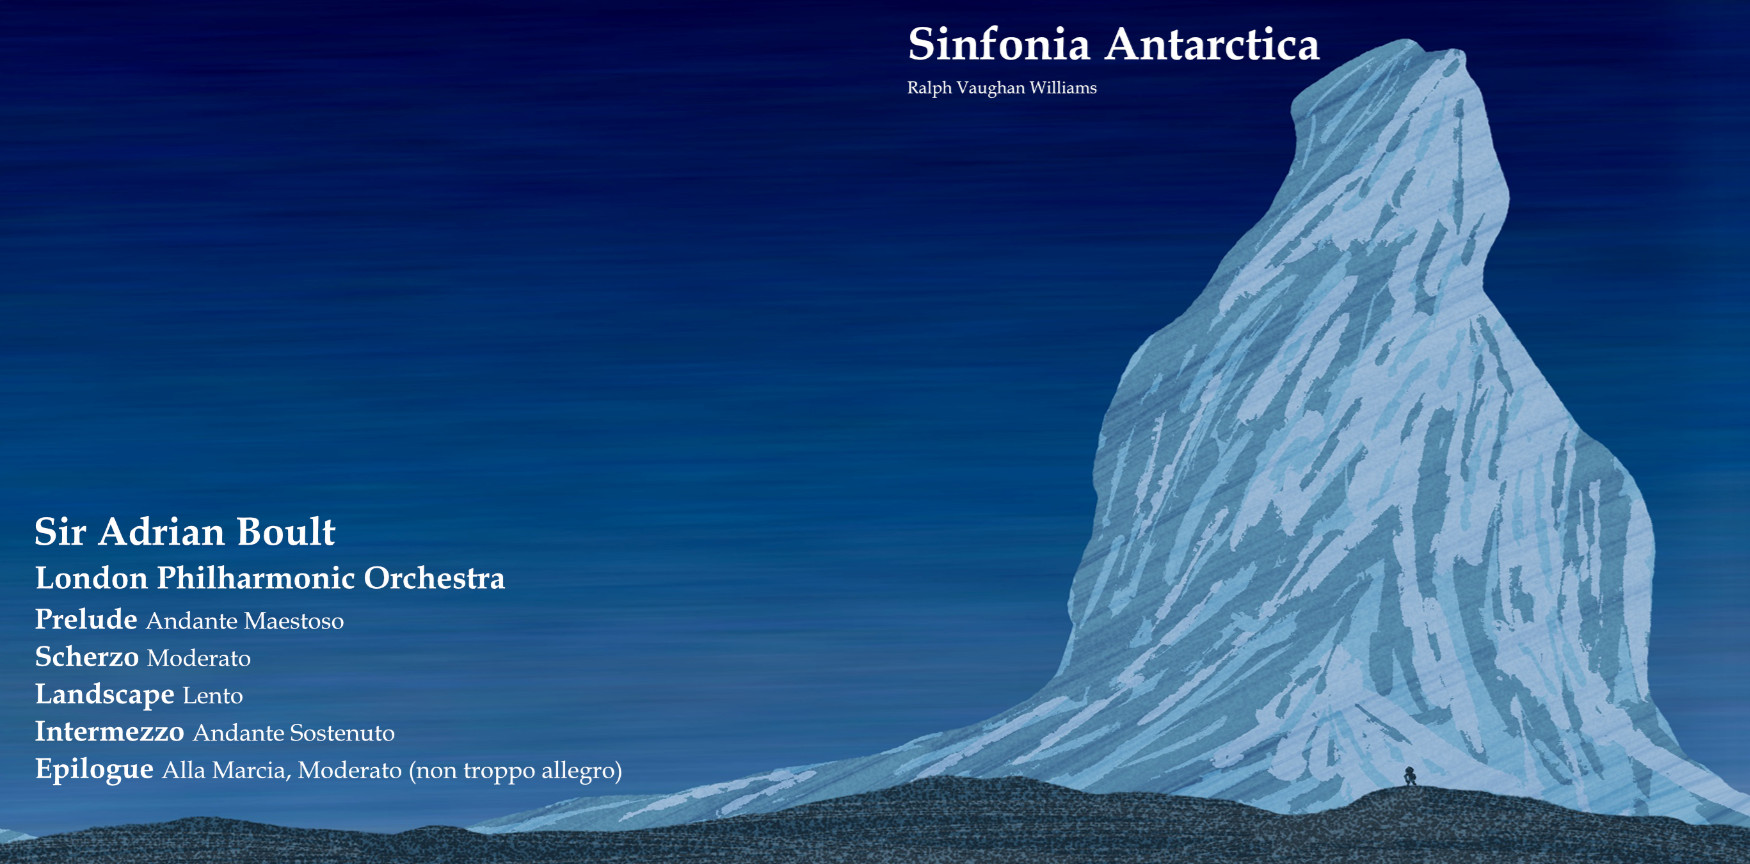 Sinfonia Antarctica
Ralph Vaughan Williams
Sir Adrian Boult
London Philharmonic Orchestra
Prelude Andante Maestoso
Scherzo Moderato
Landscape Lento
Intermezzo Andante Sostenuto
Epilogue Alla Marcia, Moderato (non troppo allegro)